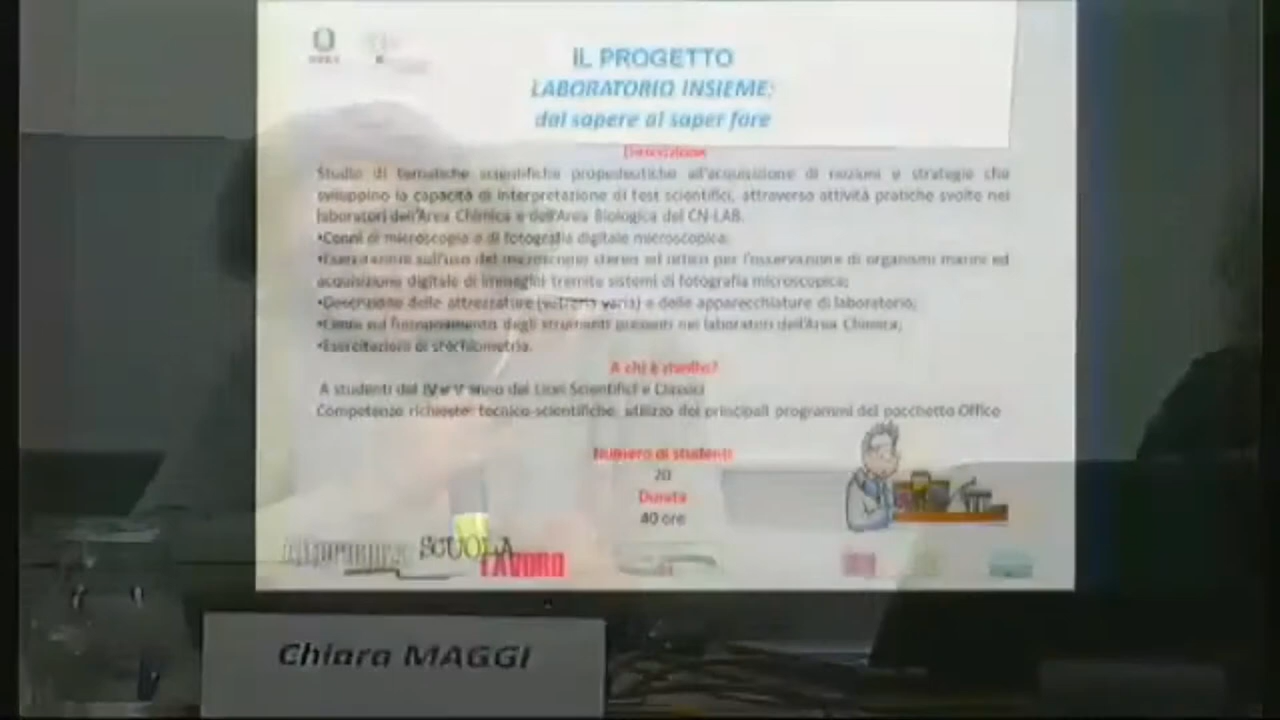 IL PROGETTO
LABORATORIO INSIEME:
dal sapere al saper fare
Descrizione
Studio di tematiche scientifiche propedeutiche all'acquisizione di nozioni e strategie che
sviluppino la capacità di interpretazione di test scientifici, attraverso attività pratiche svolte nei
laboratori dell'Area Chimica e dell'Area Biologica del CN-LAB.
•Cenni di microscopia e di fotografia digitale microscopica;
•Esercitazioni sull'uso del microscopio stereo ed ottico per l'osservazione di organismi marini ed
acquisizione digitale di immagini tramite sistemi di fotografia microscopica;
•Descrizione delle attrezzature (vetreria varia) e delle apparecchiature di laboratorio;
•Cenni sul funzionamento degli strumenti presenti nei laboratori dell'Area Chimica;
•Esercitazioni di stechiometria.
A chi è rivolto?
A studenti del IV e V anno dei Licei Scientifici e Classici
Competenze richieste: tecnico-scientifiche, utilizzo dei principali programmi del pacchetto Office
Numero di studenti
20
Durata
40 ore
SCUOLA
LAVORO
Chiara MAGGI